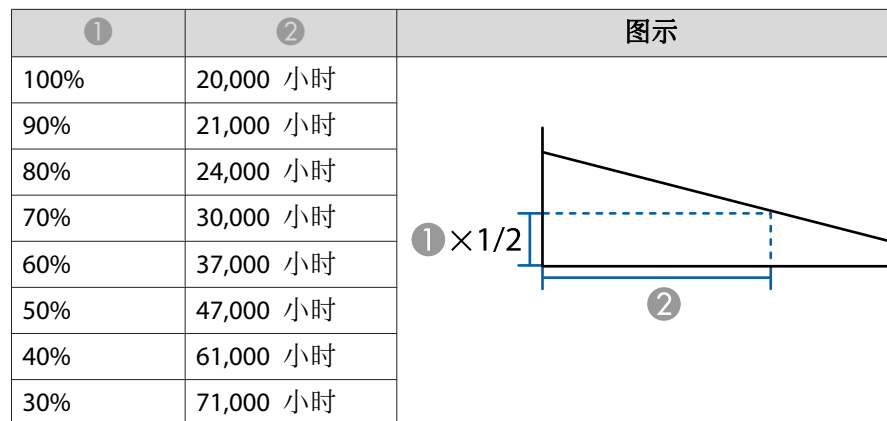 ❶ ❷ 图示
100% 20,000 小时
90% 21,000 小时
80% 24,000 小时
70% 30,000 小时
60% 37,000 小时
50% 47,000 小时
40% 61,000 小时
30% 71,000 小时
❶×1/2
❷